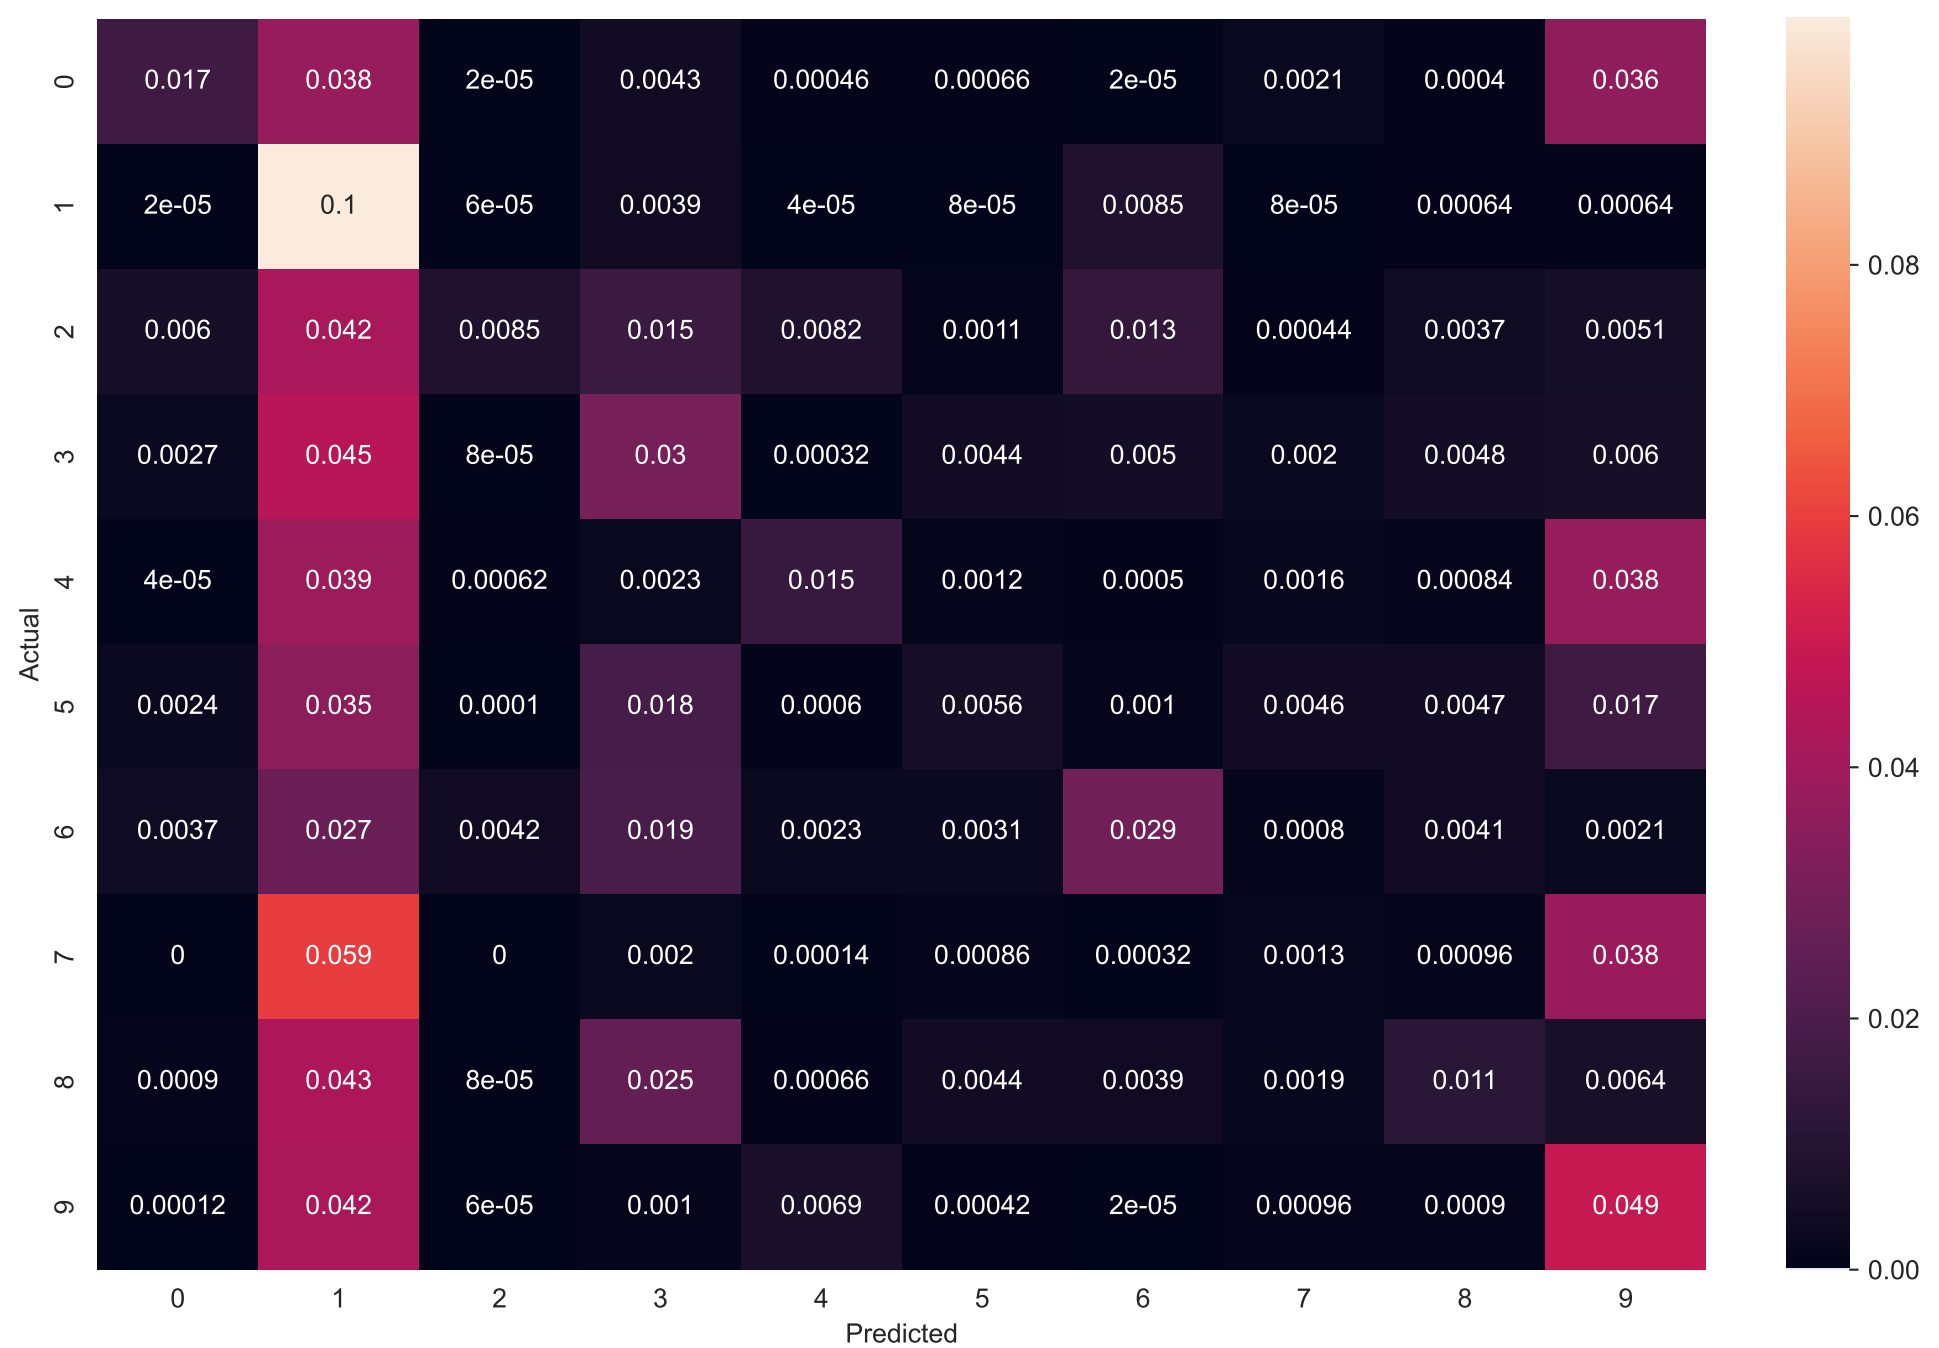 0 0.017 0.038 2e-05 0.0043 0.00046 0.00066 2e-05 0.0021 0.0004 0.036
1 2e-05 0.1 6e-05 0.0039 4e-05 8e-05 0.0085 8e-05 0.00064 0.00064
0.08
2 0.006 0.042 0.0085 0.015 0.0082 0.0011 0.013 0.00044 0.0037 0.0051
3 0.0027 0.045 8e-05 0.03 0.00032 0.0044 0.005 0.002 0.0048 0.006
0.06
4 4e-05 0.039 0.00062 0.0023 0.015 0.0012 0.0005 0.0016 0.00084 0.038
Actual
5 0.0024 0.035 0.0001 0.018 0.0006 0.0056 0.001 0.0046 0.0047 0.017
0.04
6 0.0037 0.027 0.0042 0.019 0.0023 0.0031 0.029 0.0008 0.0041 0.0021
7 0 0.059 0 0.002 0.00014 0.00086 0.00032 0.0013 0.00096 0.038
0.02
8 0.0009 0.043 8e-05 0.025 0.00066 0.0044 0.0039 0.0019 0.011 0.0064
9 0.00012 0.042 6e-05 0.001 0.0069 0.00042 2e-05 0.00096 0.0009 0.049
0.00
0 1 2 3 4 5 6 7 8 9
Predicted